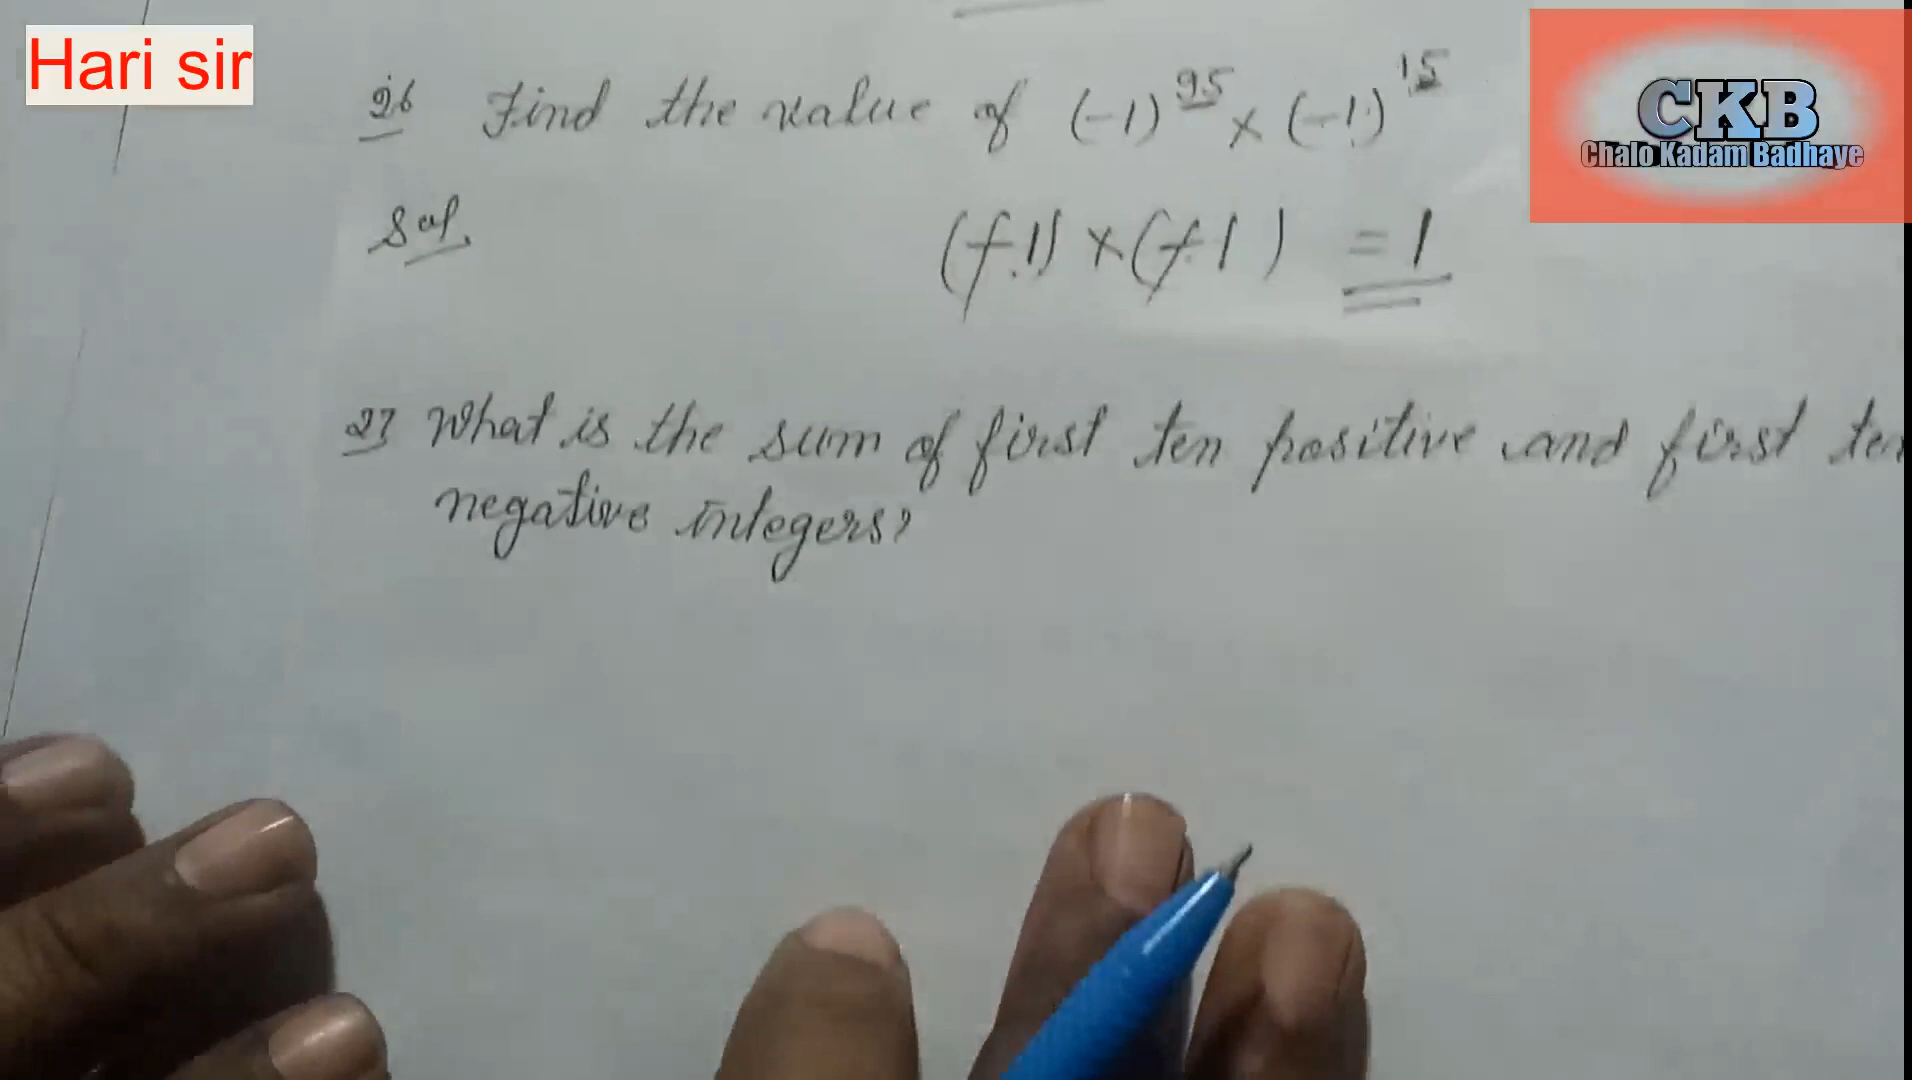 Hari sir
CKB
Chalo Kadam Badhaye
26 Find the value of (-1)^95 × (-1)^15
Sol.
(-1) × (-1) = 1
27 What is the sum of first ten positive and first ten
negative integers?